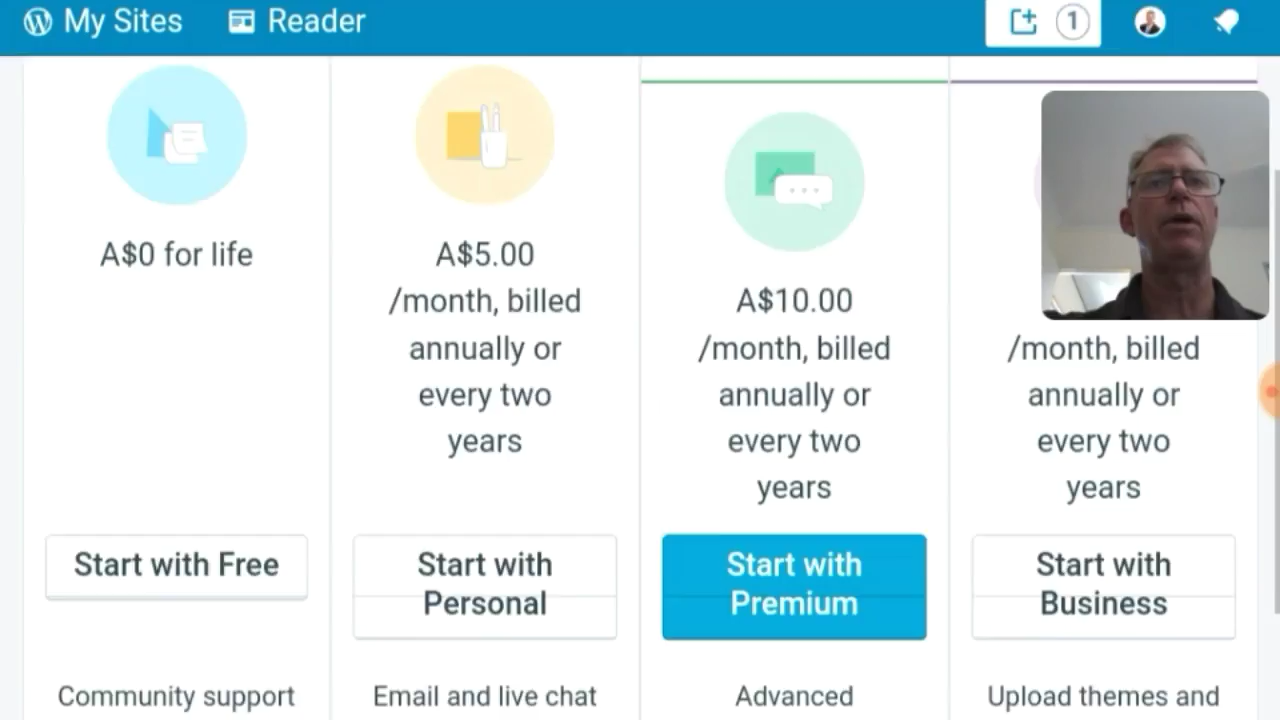 My Sites
Reader
1
A$0 for life
Start with Free
Community support
A$5.00
/month, billed
annually or
every two
years
Start with
Personal
Email and live chat
A$10.00
/month, billed
annually or
every two
years
Start with
Premium
Advanced
/month, billed
annually or
every two
years
Start with
Business
Upload themes and